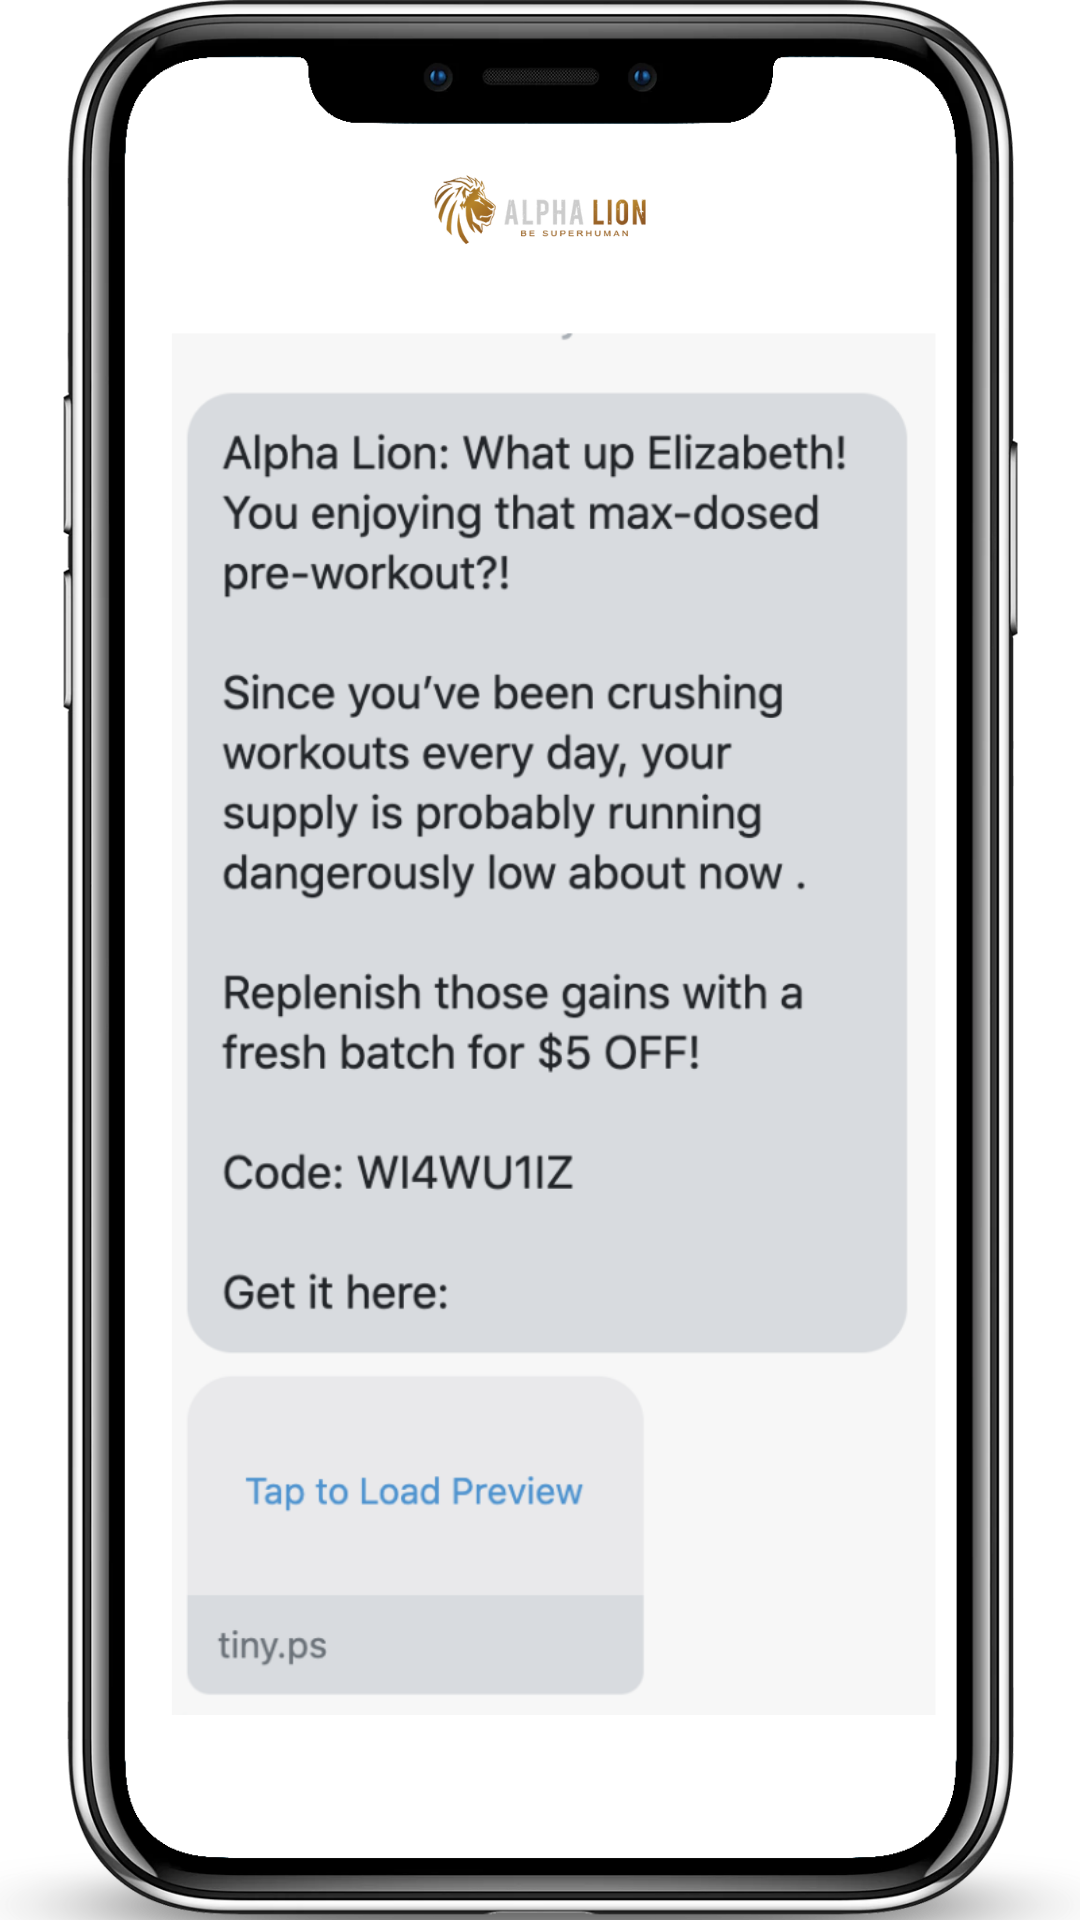 ALPHA LION
BE SUPERHUMAN
Alpha Lion: What up Elizabeth!
You enjoying that max-dosed
pre-workout?!
Since you’ve been crushing
workouts every day, your
supply is probably running
dangerously low about now .
Replenish those gains with a
fresh batch for $5 OFF!
Code: WI4WU1IZ
Get it here:
Tap to Load Preview
tiny.ps